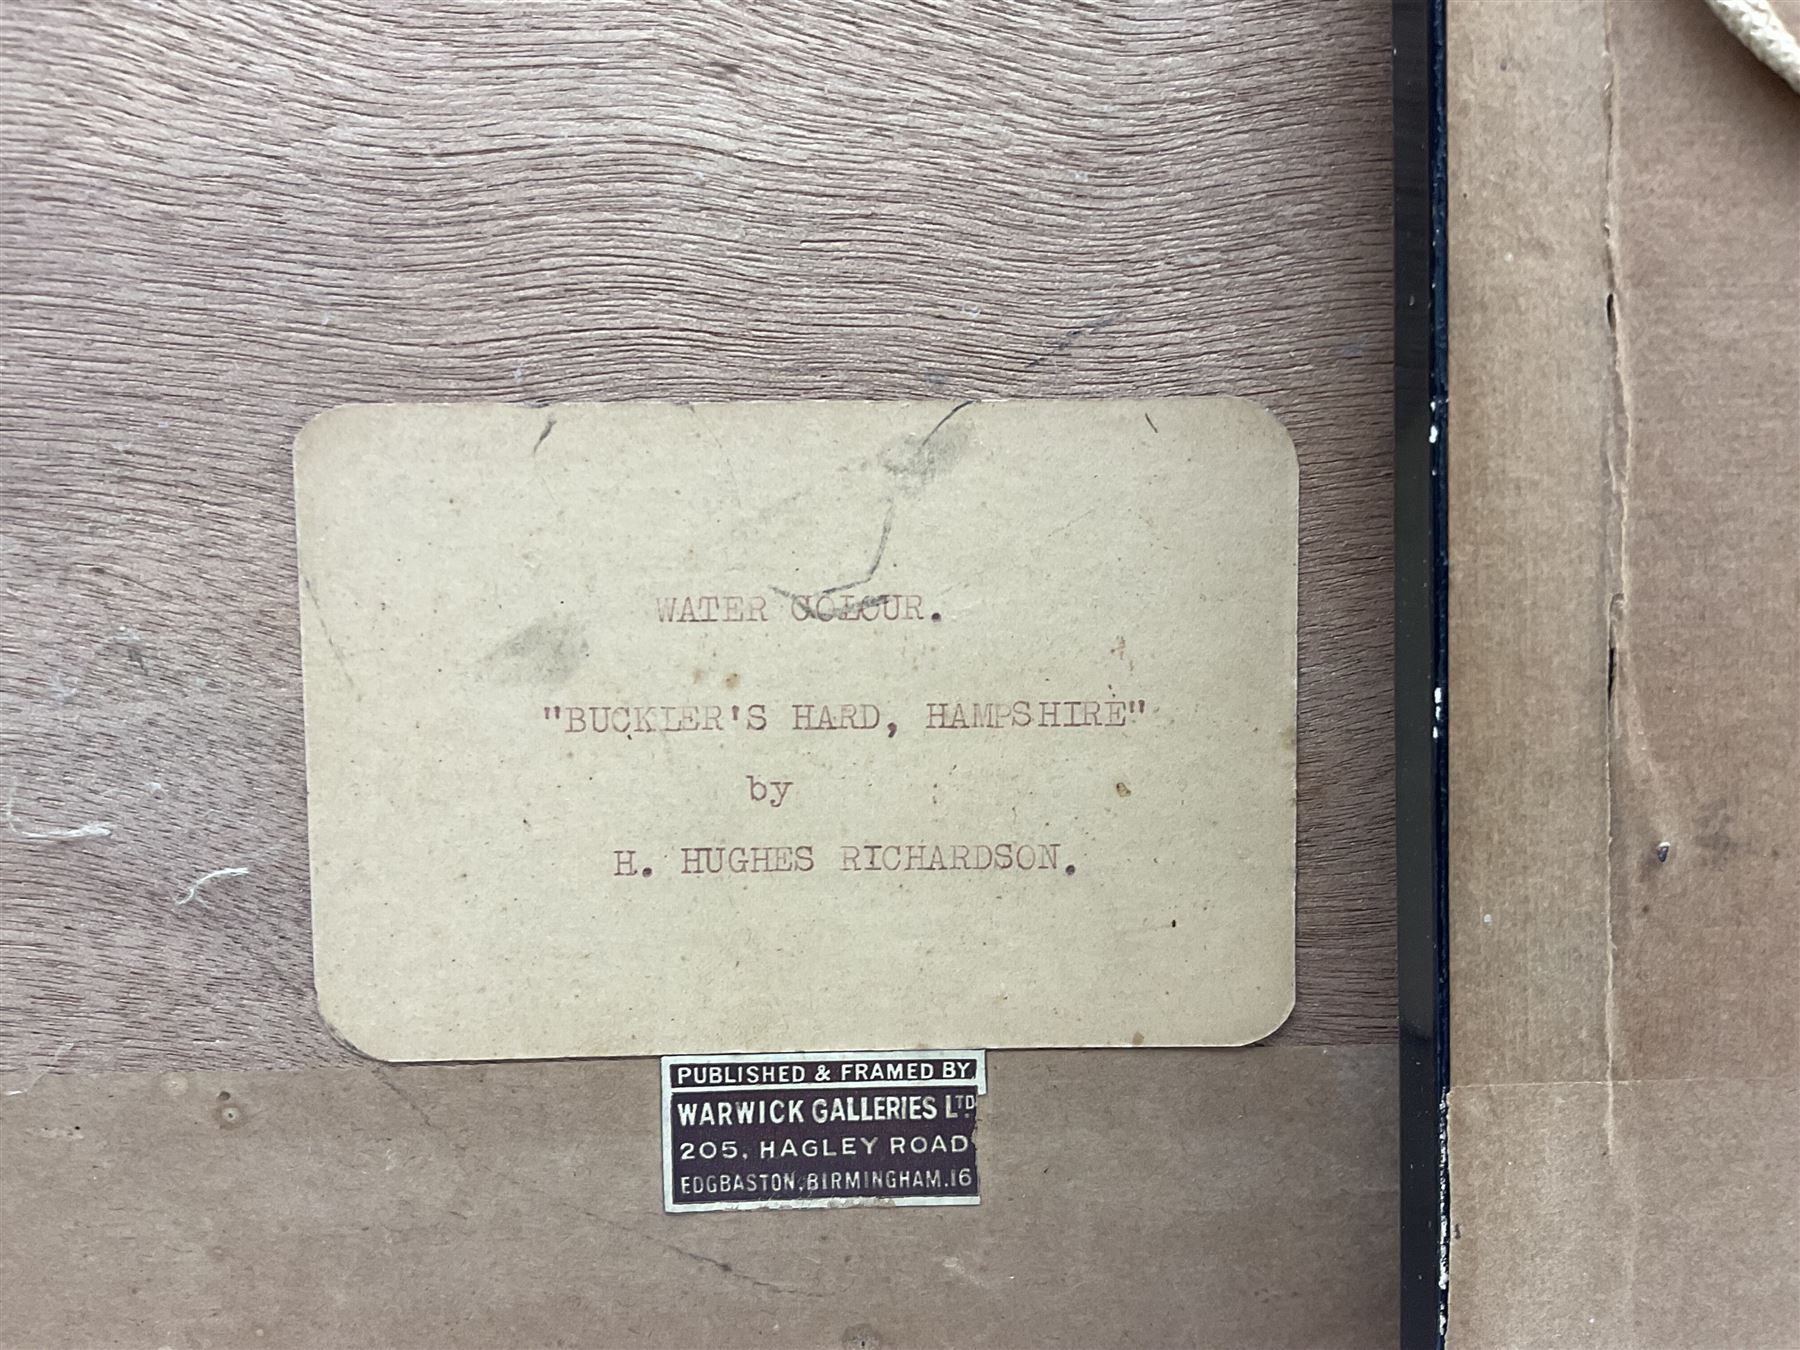 WATER COLOUR.
"BUCKLER'S HARD, HAMPSHIRE"
by
H. HUGHES RICHARDSON.
PUBLISHED & FRAMED BY
WARWICK GALLERIES LTD
205, HAGLEY ROAD
EDGBASTON, BIRMINGHAM.16